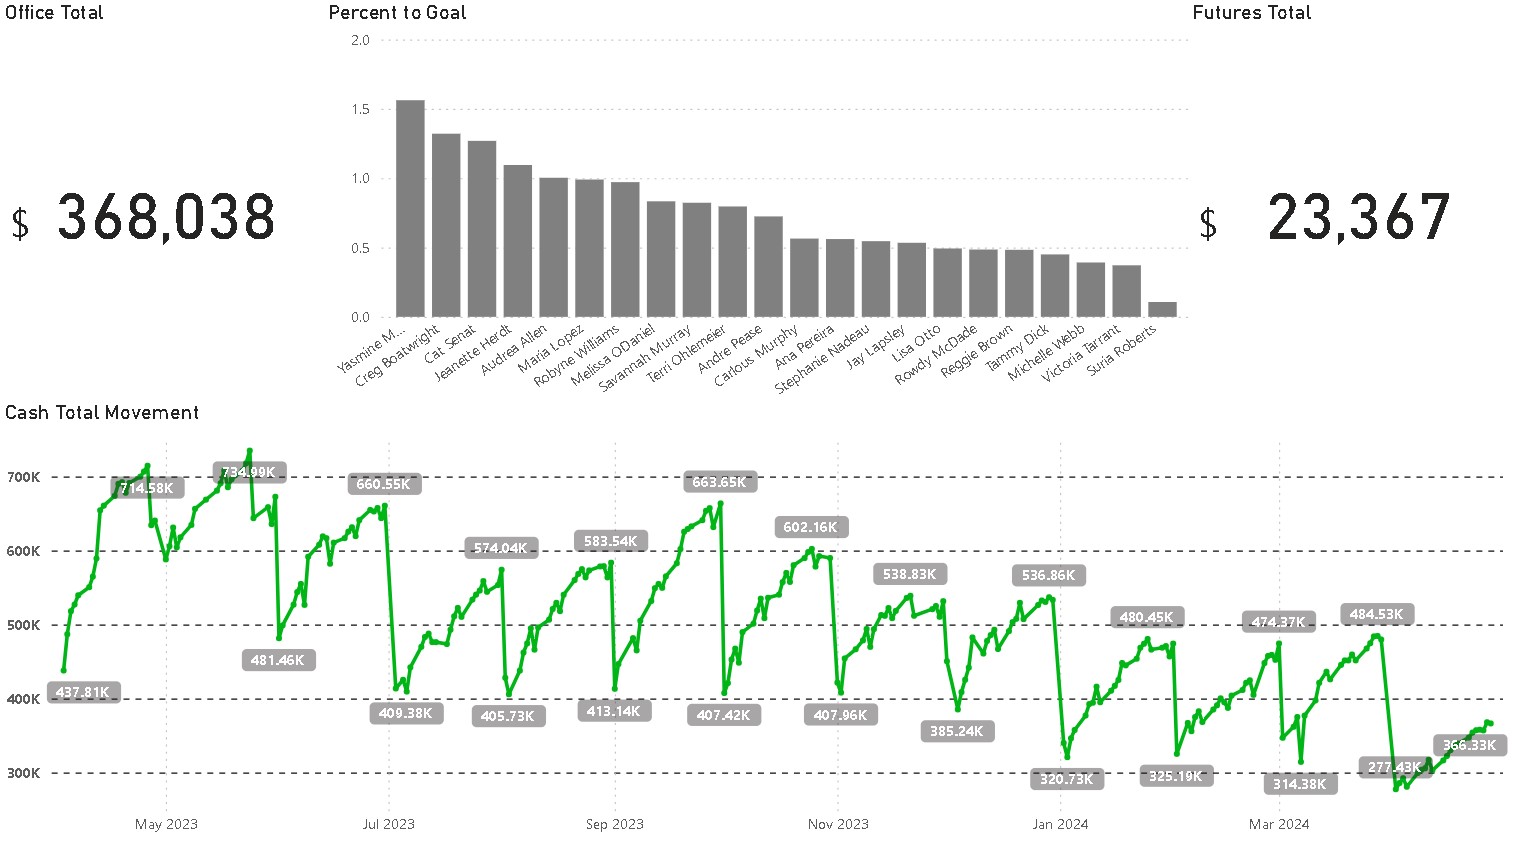 Office Total
Percent to Goal
Futures Total
2.0
1.5
1.0
0.5
0.0
$ 368,038
$ 23,367
Yasmine M...
Creg Boatwright
Cat Senat
Jeanette Herdt
Audrea Allen
Maria Lopez
Robyne Williams
Melissa ODaniel
Savannah Murray
Terri Ohlemeier
Andre Pease
Carlous Murphy
Ana Pereira
Stephanie Nadeau
Jay Lapsley
Lisa Otto
Rowdy McDade
Reggie Brown
Tammy Dick
Michelle Webb
Victoria Tarrant
Suria Roberts
Cash Total Movement
700K
600K
500K
400K
300K
437.81K
714.58K
734.99K
481.46K
660.55K
409.38K
574.04K
405.73K
583.54K
413.14K
663.65K
407.42K
602.16K
407.96K
538.83K
385.24K
536.86K
320.73K
480.45K
325.19K
474.37K
314.38K
484.53K
277.43K
366.33K
May 2023
Jul 2023
Sep 2023
Nov 2023
Jan 2024
Mar 2024